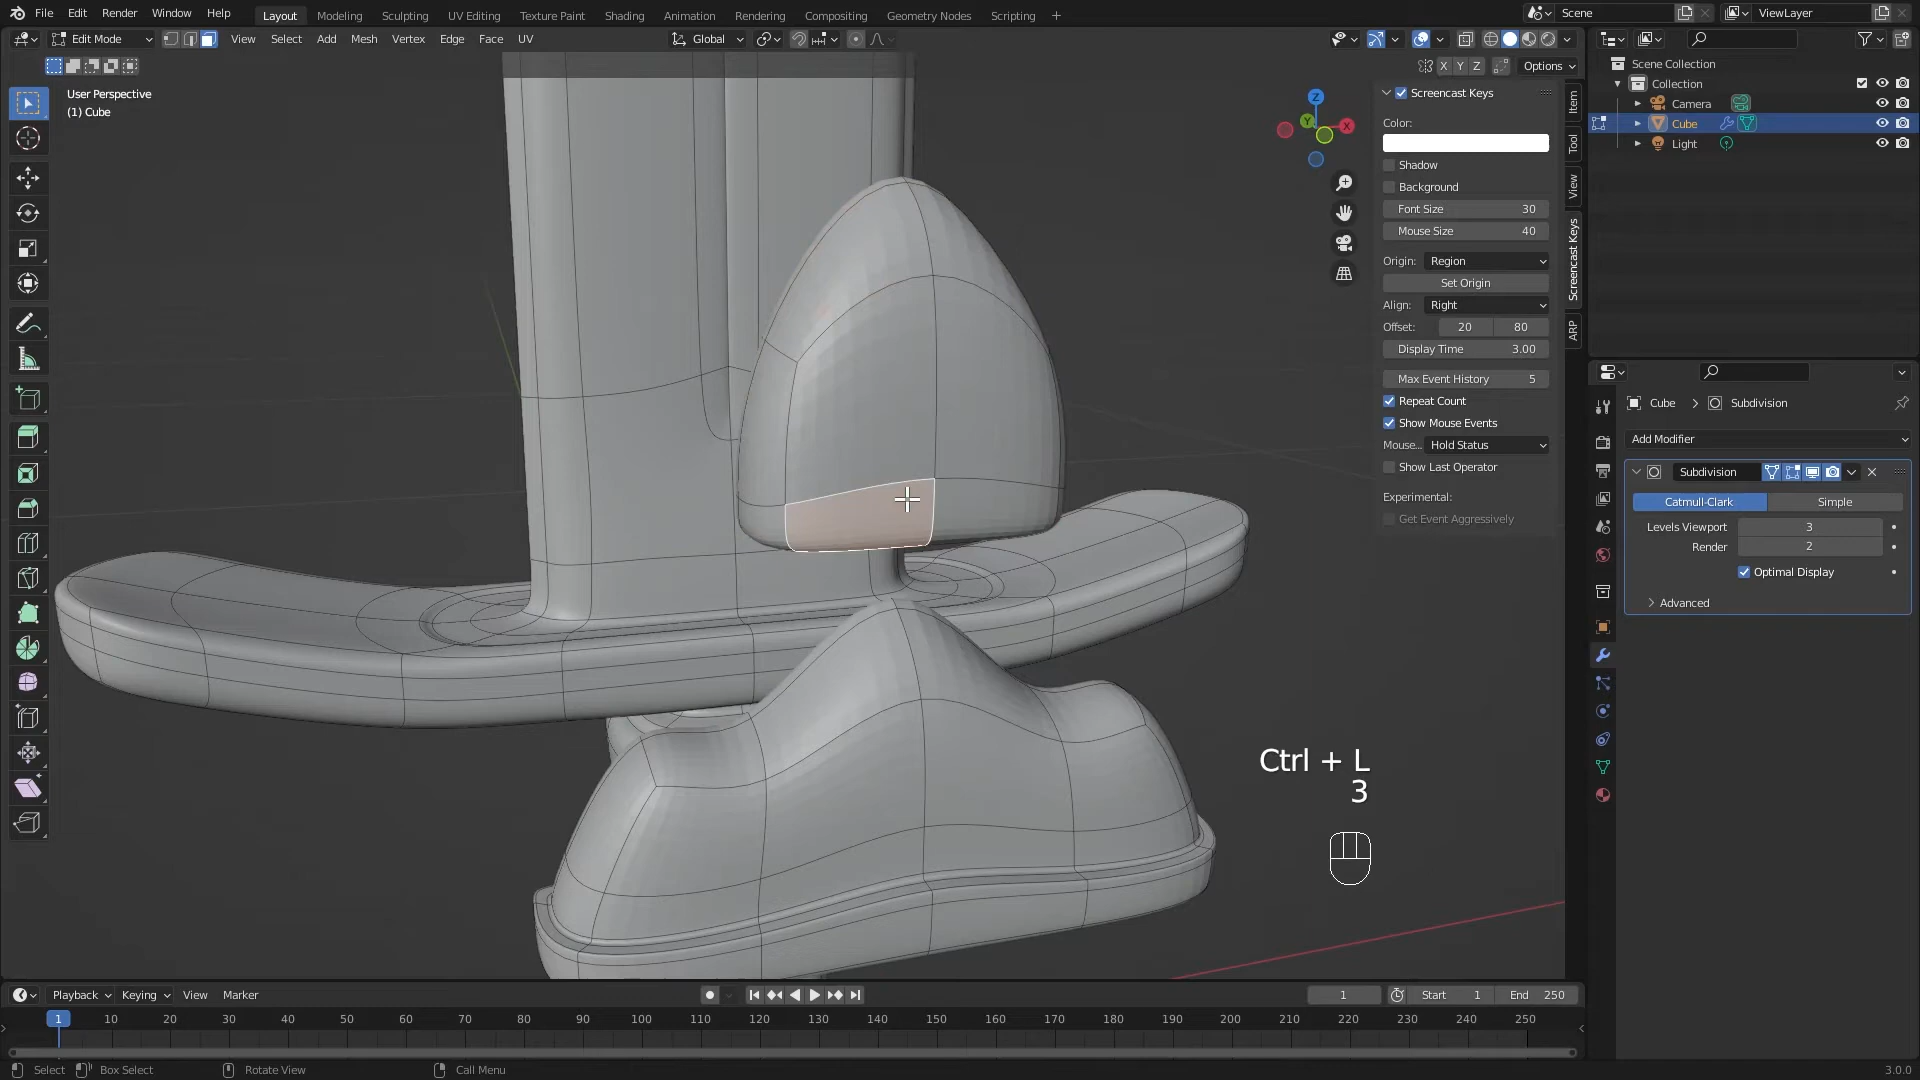 File Edit Render Window Help Layout Modeling Sculpting UV Editing Texture Paint Shading Animation Rendering Compositing Geometry Nodes Scripting + Scene ViewLayer
Edit Mode View Select Add Mesh Vertex Edge Face UV Global
X Y Z Options
User Perspective
(1) Cube
Z
Y
X
Screencast Keys
Color:
Shadow
Background
Font Size 30
Mouse Size 40
Origin: Region
Set Origin
Align: Right
Offset: 20 80
Display Time 3.00
Max Event History 5
Repeat Count
Show Mouse Events
Mouse... Hold Status
Show Last Operator
Experimental:
Get Event Aggressively
Item
Tool
View
Screencast Keys
ARP
Scene Collection
Collection
Camera
Cube
Light
Cube > Subdivision
Add Modifier
Subdivision
Catmull-Clark Simple
Levels Viewport 3
Render 2
Optimal Display
Advanced
Ctrl + L
3
Playback Keying View Marker 1 Start 1 End 250
1 10 20 30 40 50 60 70 80 90 100 110 120 130 140 150 160 170 180 190 200 210 220 230 240 250
Select Box Select Rotate View Call Menu 3.0.0